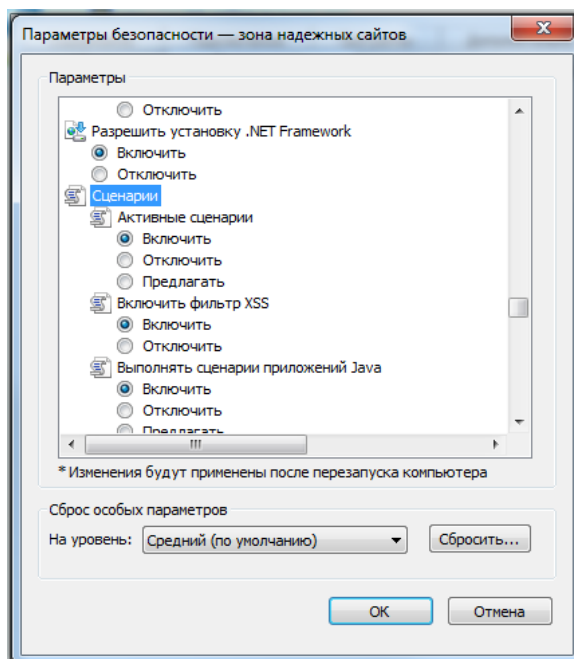 Параметры безопасности — зона надежных сайтов
Параметры
Отключить
Разрешить установку .NET Framework
Включить
Отключить
Сценарии
Активные сценарии
Включить
Отключить
Предлагать
Включить фильтр XSS
Включить
Отключить
Выполнять сценарии приложений Java
Включить
Отключить
Предлагать
* Изменения будут применены после перезапуска компьютера
Сброс особых параметров
На уровень: Средний (по умолчанию) Сбросить...
ОК Отмена